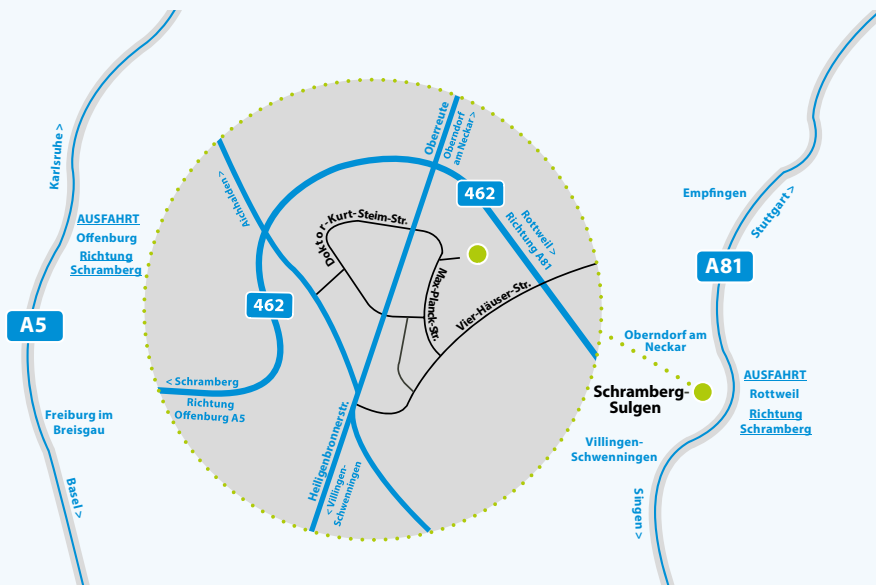 Karlsruhe >
AUSFAHRT
Offenburg
Richtung
Schramberg
A5
Freiburg im
Breisgau
Basel >
Aichhalden >
Oberreute
Oberndorf
am Neckar >
462
Rottweil >
Richtung A81
Doktor-Kurt-Steim-Str.
Max-Planck-Str.
Vier-Häuser-Str.
462
< Schramberg
Richtung
Offenburg A5
Heiligenbronnerstr.
< Villingen-
Schwenningen
Empfingen
Stuttgart >
A81
Oberndorf am
Neckar
Schramberg-
Sulgen
AUSFAHRT
Rottweil
Richtung
Schramberg
Villingen-
Schwenningen
Singen >